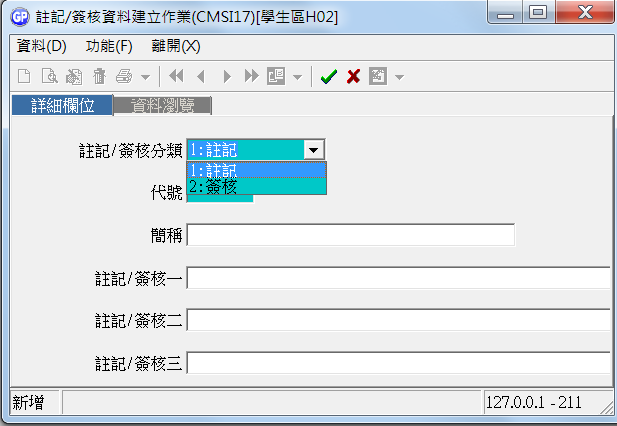 GP 註記/簽核資料建立作業(CMSI17)[學生區H02]
資料(D) 功能(F) 離開(X)
詳細欄位 資料瀏覽
註記/簽核分類 1:註記
1:註記
代號 2:簽核
簡稱
註記/簽核一
註記/簽核二
註記/簽核三
新增 127.0.0.1 - 211